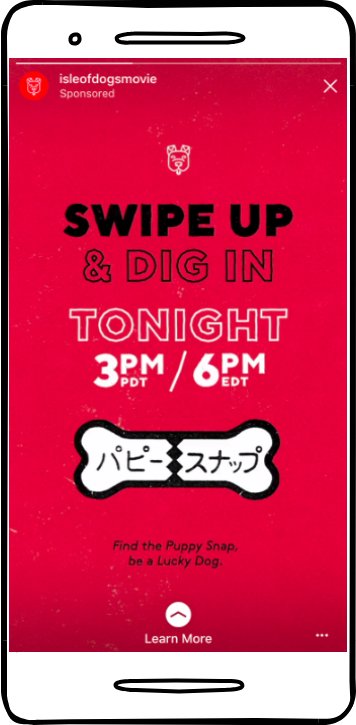 isleofdogsmovie
Sponsored
SWIPE UP
& DIG IN
TONIGHT
3PM PDT / 6PM EDT
パピースナップ
Find the Puppy Snap,
be a Lucky Dog.
Learn More